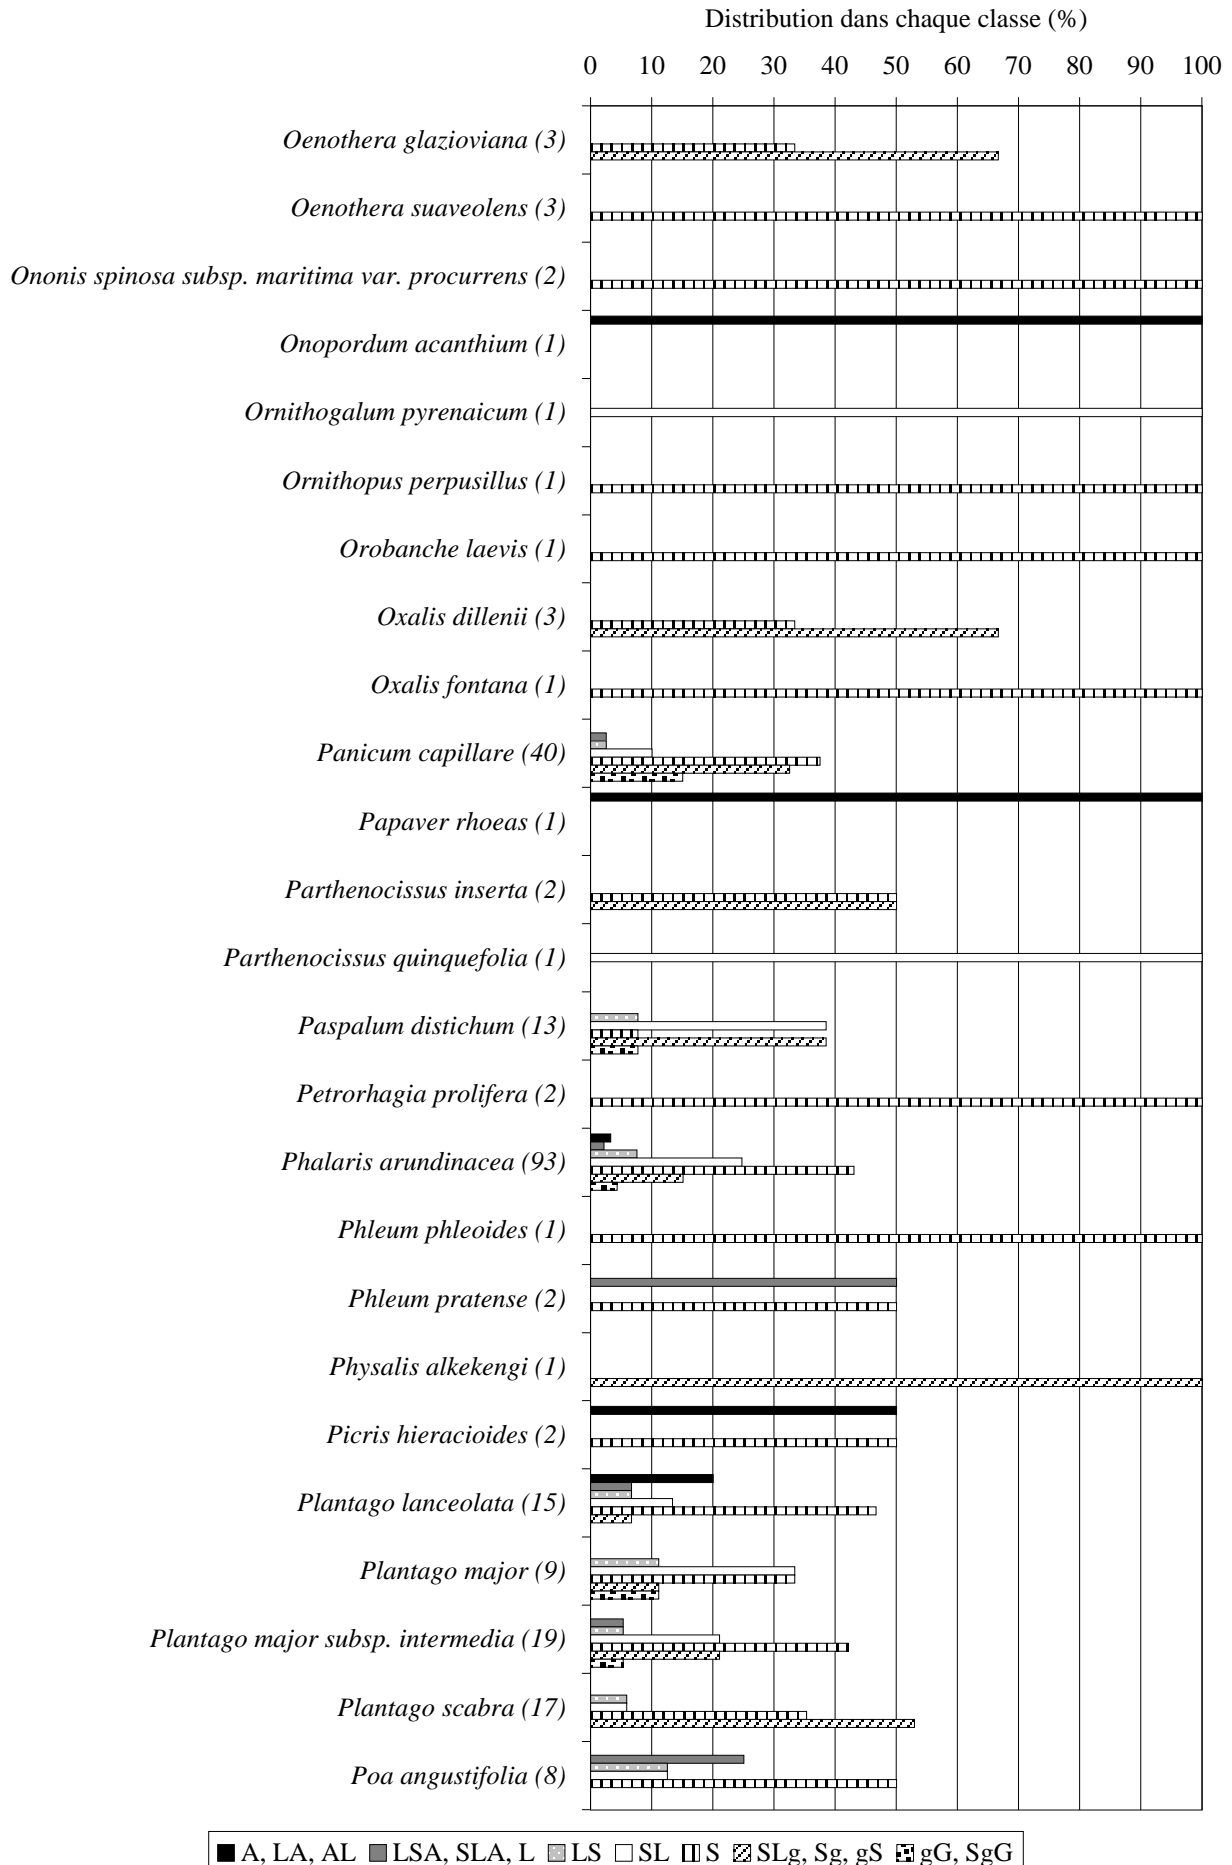 Distribution dans chaque classe (%)
0 10 20 30 40 50 60 70 80 90 100
Oenothera glazioviana (3)
Oenothera suaveolens (3)
Ononis spinosa subsp. maritima var. procurrens (2)
Onopordum acanthium (1)
Ornithogalum pyrenaicum (1)
Ornithopus perpusillus (1)
Orobanche laevis (1)
Oxalis dillenii (3)
Oxalis fontana (1)
Panicum capillare (40)
Papaver rhoeas (1)
Parthenocissus inserta (2)
Parthenocissus quinquefolia (1)
Paspalum distichum (13)
Petrorhagia prolifera (2)
Phalaris arundinacea (93)
Phleum phleoides (1)
Phleum pratense (2)
Physalis alkekengi (1)
Picris hieracioides (2)
Plantago lanceolata (15)
Plantago major (9)
Plantago major subsp. intermedia (19)
Plantago scabra (17)
Poa angustifolia (8)
A, LA, AL LSA, SLA, L LS SL S SLg, Sg, gS gG, SgG